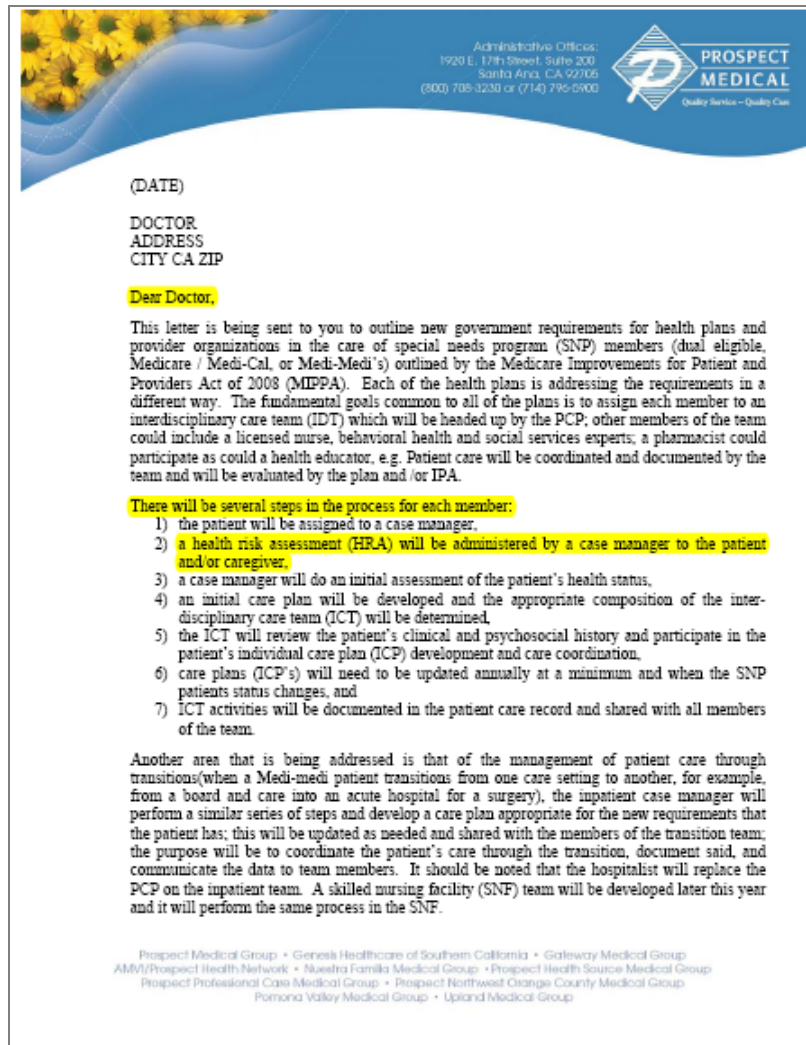 Administrative Offices:
1920 E. 17th Street, Suite 200
Santa Ana, CA 92705
(800) 708-3230 or (714) 796-5900
PROSPECT
MEDICAL
Quality Service – Quality Care
(DATE)
DOCTOR
ADDRESS
CITY CA ZIP
Dear Doctor,
This letter is being sent to you to outline new government requirements for health plans and
provider organizations in the care of special needs program (SNP) members (dual eligible,
Medicare / Medi-Cal, or Medi-Medi's) outlined by the Medicare Improvements for Patient and
Providers Act of 2008 (MIPPA). Each of the health plans is addressing the requirements in a
different way. The fundamental goals common to all of the plans is to assign each member to an
interdisciplinary care team (IDT) which will be headed up by the PCP; other members of the team
could include a licensed nurse, behavioral health and social services experts; a pharmacist could
participate as could a health educator, e.g. Patient care will be coordinated and documented by the
team and will be evaluated by the plan and /or IPA.
There will be several steps in the process for each member:
1) the patient will be assigned to a case manager,
2) a health risk assessment (HRA) will be administered by a case manager to the patient
and/or caregiver,
3) a case manager will do an initial assessment of the patient's health status,
4) an initial care plan will be developed and the appropriate composition of the inter-
disciplinary care team (ICT) will be determined,
5) the ICT will review the patient's clinical and psychosocial history and participate in the
patient's individual care plan (ICP) development and care coordination,
6) care plans (ICP's) will need to be updated annually at a minimum and when the SNP
patients status changes, and
7) ICT activities will be documented in the patient care record and shared with all members
of the team.
Another area that is being addressed is that of the management of patient care through
transitions(when a Medi-medi patient transitions from one care setting to another, for example,
from a board and care into an acute hospital for a surgery), the inpatient case manager will
perform a similar series of steps and develop a care plan appropriate for the new requirements that
the patient has; this will be updated as needed and shared with the members of the transition team;
the purpose will be to coordinate the patient's care through the transition, document said, and
communicate the data to team members. It should be noted that the hospitalist will replace the
PCP on the inpatient team. A skilled nursing facility (SNF) team will be developed later this year
and it will perform the same process in the SNF.
Prospect Medical Group • Genesis Healthcare of Southern California • Gateway Medical Group
AMVI/Prospect Health Network • Nuestra Familia Medical Group • Prospect Health Source Medical Group
Prospect Professional Care Medical Group • Prospect Northwest Orange County Medical Group
Pomona Valley Medical Group • Upland Medical Group